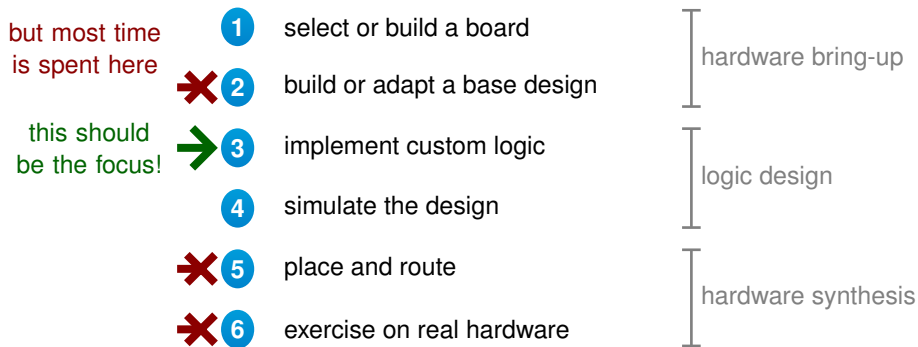 but most time
is spent here
1 select or build a board
2 build or adapt a base design
hardware bring-up
this should
be the focus!
3 implement custom logic
4 simulate the design
logic design
5 place and route
6 exercise on real hardware
hardware synthesis